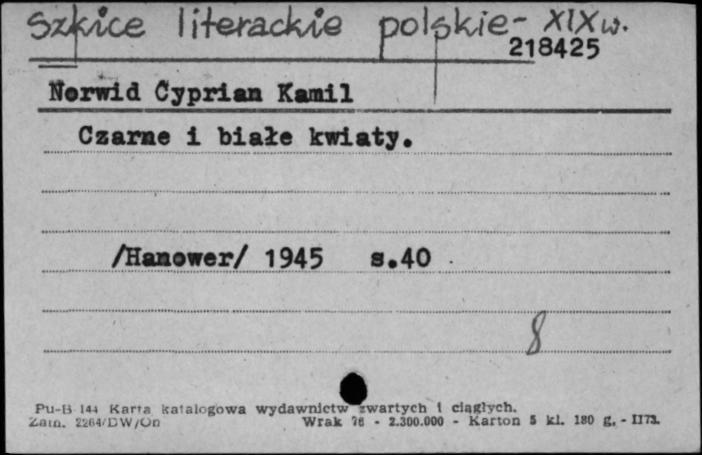 Szkice literackie polskie - XIX w.
218425
Norwid Cyprian Kamil
Czarne i białe kwiaty.
/Hanower/ 1945 s.40
8
Pu-B 144 Karta katalogowa wydawnictw zwartych i ciągłych.
Zam. 2264/DW/On Wrak 76 - 2.300.000 - Karton 5 kl. 180 g. - II73.